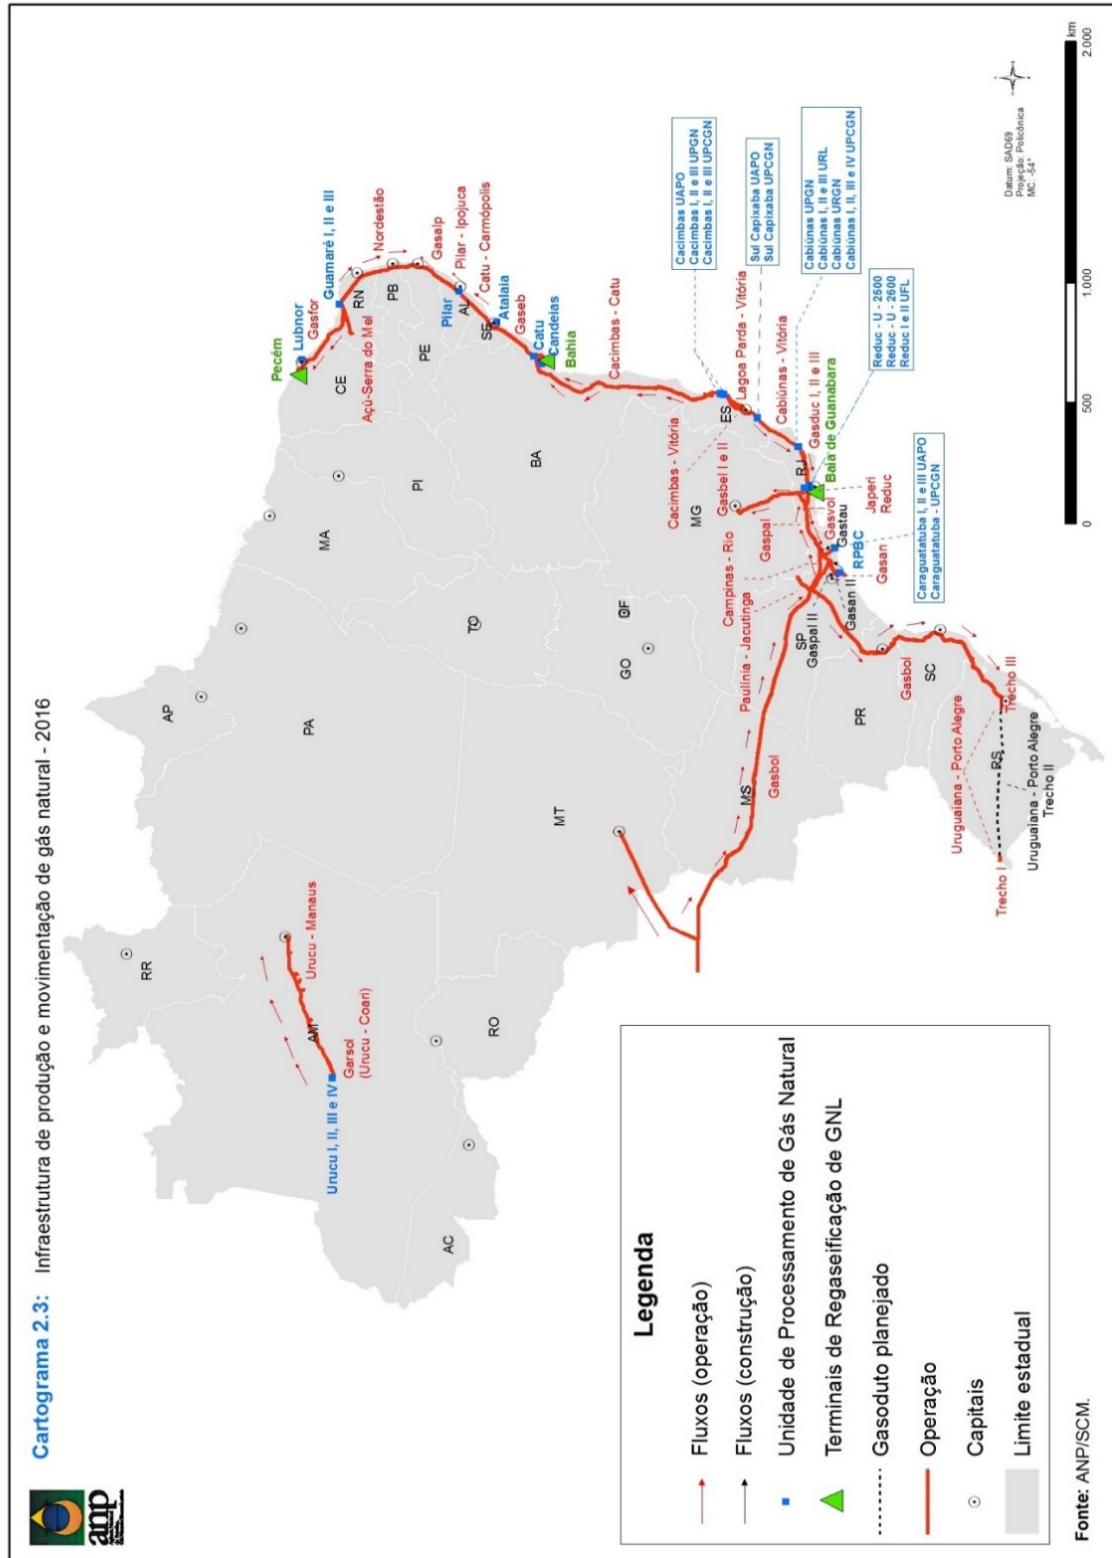 anp
Cartograma 2.3: Infraestrutura de produção e movimentação de gás natural - 2016
RR
AP
AM
PA
MA
CE
RN
PB
PE
AL
SE
PI
BA
TO
AC
RO
MT
GO
DF
MG
ES
RJ
MS
SP
PR
SC
RS
Urucu I, II, III e IV
Garsol
(Urucu - Coari)
Urucu - Manaus
Pecém
Lubnor
Gasfor
Guamaré I, II e III
Açú-Serra do Mel
Nordestão
Gasalp
Pilar - Ipojuca
Pilar
Catu - Carmópolis
Atalaia
Gaseb
Catu
Candeias
Bahia
Cacimbas - Catu
Cacimbas UAPO
Cacimbas I, II e III UPGN
Cacimbas I, II e III UPCGN
Lagoa Parda - Vitória
Sul Capixaba UAPO
Sul Capixaba UPCGN
Cacimbas - Vitória
Cabiúnas - Vitória
Cabiúnas UPGN
Cabiúnas I, II e III URL
Cabiúnas URGN
Cabiúnas I, II, III e IV UPCGN
Gasbel I e II
Gasduc I, II e III
Reduc - U - 2500
Reduc - U - 2600
Reduc I e II UFL
Baia de Guanabara
Japeri
Reduc
Gaspal
Gasvol
Gastau
Campinas - Rio
RPBC
Caraguatatuba I, II e III UAPO
Caraguatatuba - UPCGN
Gasan
Gasan II
Paulínia - Jacutinga
Gaspal II
Gasbol
Gasbol
Uruguaiana - Porto Alegre
Trecho I
Trecho III
Uruguaiana - Porto Alegre
Trecho II
Legenda
Fluxos (operação)
Fluxos (construção)
Unidade de Processamento de Gás Natural
Terminais de Regaseificação de GNL
Gasoduto planejado
Operação
Capitais
Limite estadual
Datum: SAD69
Projeção: Policônica
MC: -54°
0
500
1.000
2.000
km
Fonte: ANP/SCM.